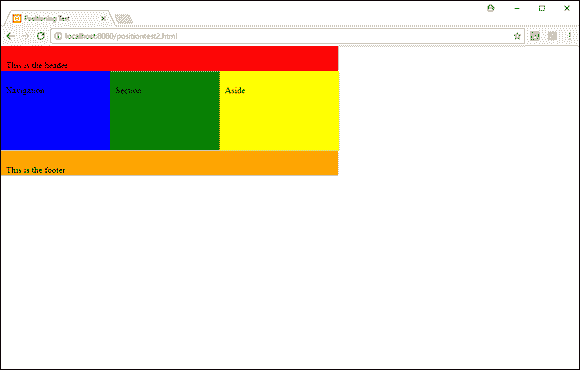 Positioning Test
localhost:8080/positiontest2.html
This is the header
Navigation
Section
Aside
This is the footer